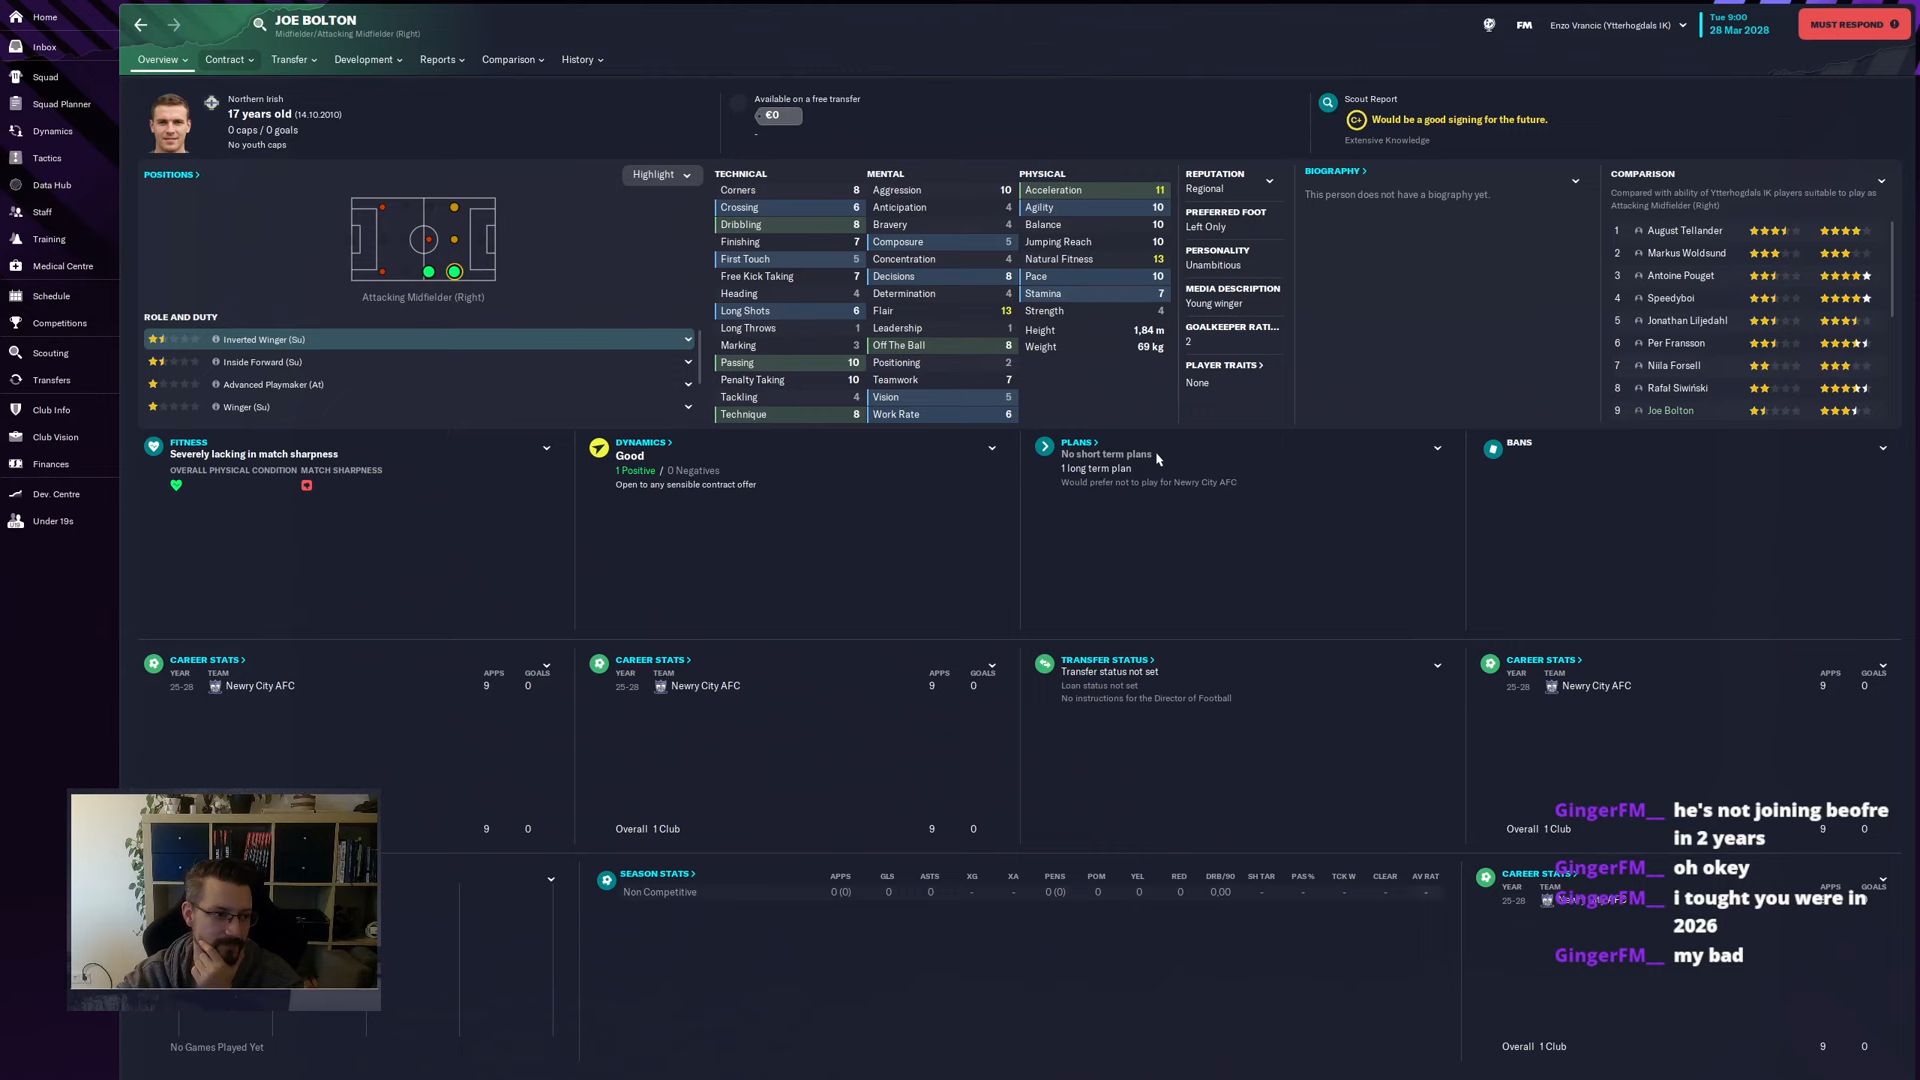 Home
JOE BOLTON
Midfielder/Attacking Midfielder (Right)
FM
Enzo Vrancic (Ytterhogdals IK)
Tue 9:00
28 Mar 2028
MUST RESPOND
Inbox
Overview
Contract
Transfer
Development
Reports
Comparison
History
Squad
Squad Planner
Dynamics
Tactics
Data Hub
Staff
Training
Medical Centre
Schedule
Competitions
Scouting
Transfers
Club Info
Club Vision
Finances
Dev. Centre
Under 19s
Northern Irish
17 years old (14.10.2010)
0 caps / 0 goals
No youth caps
Available on a free transfer
€0
-
Scout Report
C+ Would be a good signing for the future.
Extensive Knowledge
POSITIONS
Highlight
Attacking Midfielder (Right)
ROLE AND DUTY
Inverted Winger (Su)
Inside Forward (Su)
Advanced Playmaker (At)
Winger (Su)
TECHNICAL
Corners 8
Crossing 6
Dribbling 8
Finishing 7
First Touch 5
Free Kick Taking 7
Heading 4
Long Shots 6
Long Throws 1
Marking 3
Passing 10
Penalty Taking 10
Tackling 4
Technique 8
MENTAL
Aggression 10
Anticipation 4
Bravery 4
Composure 5
Concentration 4
Decisions 8
Determination 4
Flair 13
Leadership 1
Off The Ball 8
Positioning 2
Teamwork 7
Vision 5
Work Rate 6
PHYSICAL
Acceleration 11
Agility 10
Balance 10
Jumping Reach 10
Natural Fitness 13
Pace 10
Stamina 7
Strength 4
Height 1,84 m
Weight 69 kg
REPUTATION
Regional
PREFERRED FOOT
Left Only
PERSONALITY
Unambitious
MEDIA DESCRIPTION
Young winger
GOALKEEPER RATI...
2
PLAYER TRAITS
None
BIOGRAPHY
This person does not have a biography yet.
COMPARISON
Compared with ability of Ytterhogdals IK players suitable to play as
Attacking Midfielder (Right)
1 August Tellander
2 Markus Woldsund
3 Antoine Pouget
4 Speedyboi
5 Jonathan Liljedahl
6 Per Fransson
7 Niila Forsell
8 Rafał Siwiński
9 Joe Bolton
FITNESS
Severely lacking in match sharpness
OVERALL PHYSICAL CONDITION MATCH SHARPNESS
DYNAMICS
Good
1 Positive / 0 Negatives
Open to any sensible contract offer
PLANS
No short term plans
1 long term plan
Would prefer not to play for Newry City AFC
BANS
CAREER STATS
YEAR TEAM APPS GOALS
25-28 Newry City AFC 9 0
9 0
CAREER STATS
YEAR TEAM APPS GOALS
25-28 Newry City AFC 9 0
Overall 1 Club 9 0
TRANSFER STATUS
Transfer status not set
Loan status not set
No instructions for the Director of Football
CAREER STATS
YEAR TEAM APPS GOALS
25-28 Newry City AFC 9 0
Overall 1 Club 9 0
No Games Played Yet
SEASON STATS
APPS GLS ASTS XG XA PENS POM YEL RED DRB/90 SH TAR PAS % TCK W CLEAR AV RAT
Non Competitive 0 (0) 0 0 - - 0 (0) 0 0 0 0,00 - - - - -
CAREER STATS
YEAR TEAM APPS GOALS
25-28 9 0
Overall 1 Club 9 0
GingerFM__ he's not joining beofre
in 2 years
GingerFM__ oh okey
GingerFM__ i tought you were in
2026
GingerFM__ my bad